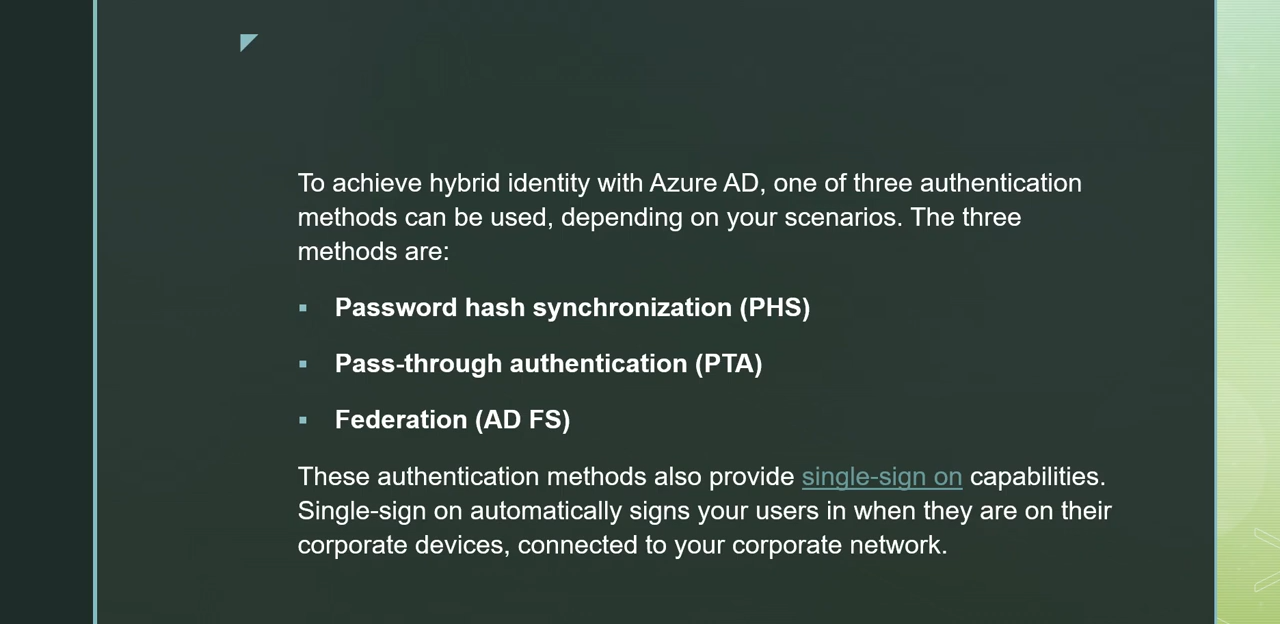 To achieve hybrid identity with Azure AD, one of three authentication
methods can be used, depending on your scenarios. The three
methods are:
▪ Password hash synchronization (PHS)
▪ Pass-through authentication (PTA)
▪ Federation (AD FS)
These authentication methods also provide single-sign on capabilities.
Single-sign on automatically signs your users in when they are on their
corporate devices, connected to your corporate network.